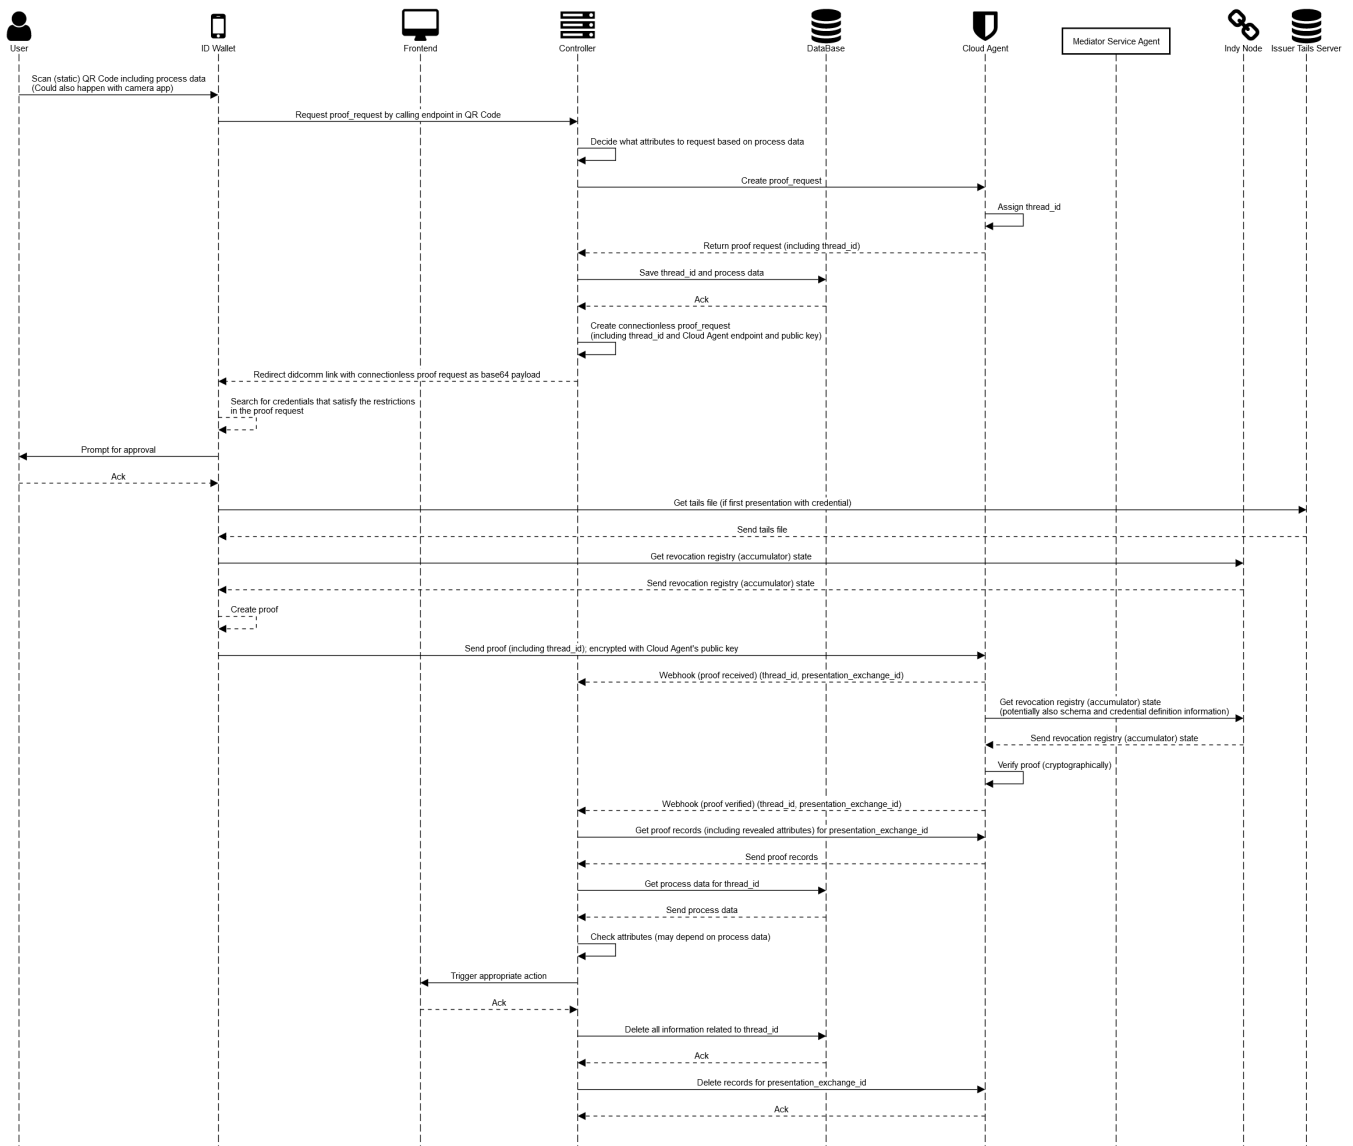 User
ID Wallet
Frontend
Controller
DataBase
Cloud Agent
Mediator Service Agent
Indy Node
Issuer Tails Server
Scan (static) QR Code including process data
(Could also happen with camera app)
Request proof_request by calling endpoint in QR Code
Decide what attributes to request based on process data
Create proof_request
Assign thread_id
Return proof request (including thread_id)
Save thread_id and process data
Ack
Create connectionless proof_request
(including thread_id and Cloud Agent endpoint and public key)
Redirect didcomm link with connectionless proof request as base64 payload
Search for credentials that satisfy the restrictions
in the proof request
Prompt for approval
Ack
Get tails file (if first presentation with credential)
Send tails file
Get revocation registry (accumulator) state
Send revocation registry (accumulator) state
Create proof
Send proof (including thread_id); encrypted with Cloud Agent's public key
Webhook (proof received) (thread_id, presentation_exchange_id)
Get revocation registry (accumulator) state
(potentially also schema and credential definition information)
Send revocation registry (accumulator) state
Verify proof (cryptographically)
Webhook (proof verified) (thread_id, presentation_exchange_id)
Get proof records (including revealed attributes) for presentation_exchange_id
Send proof records
Get process data for thread_id
Send process data
Check attributes (may depend on process data)
Trigger appropriate action
Ack
Delete all information related to thread_id
Ack
Delete records for presentation_exchange_id
Ack